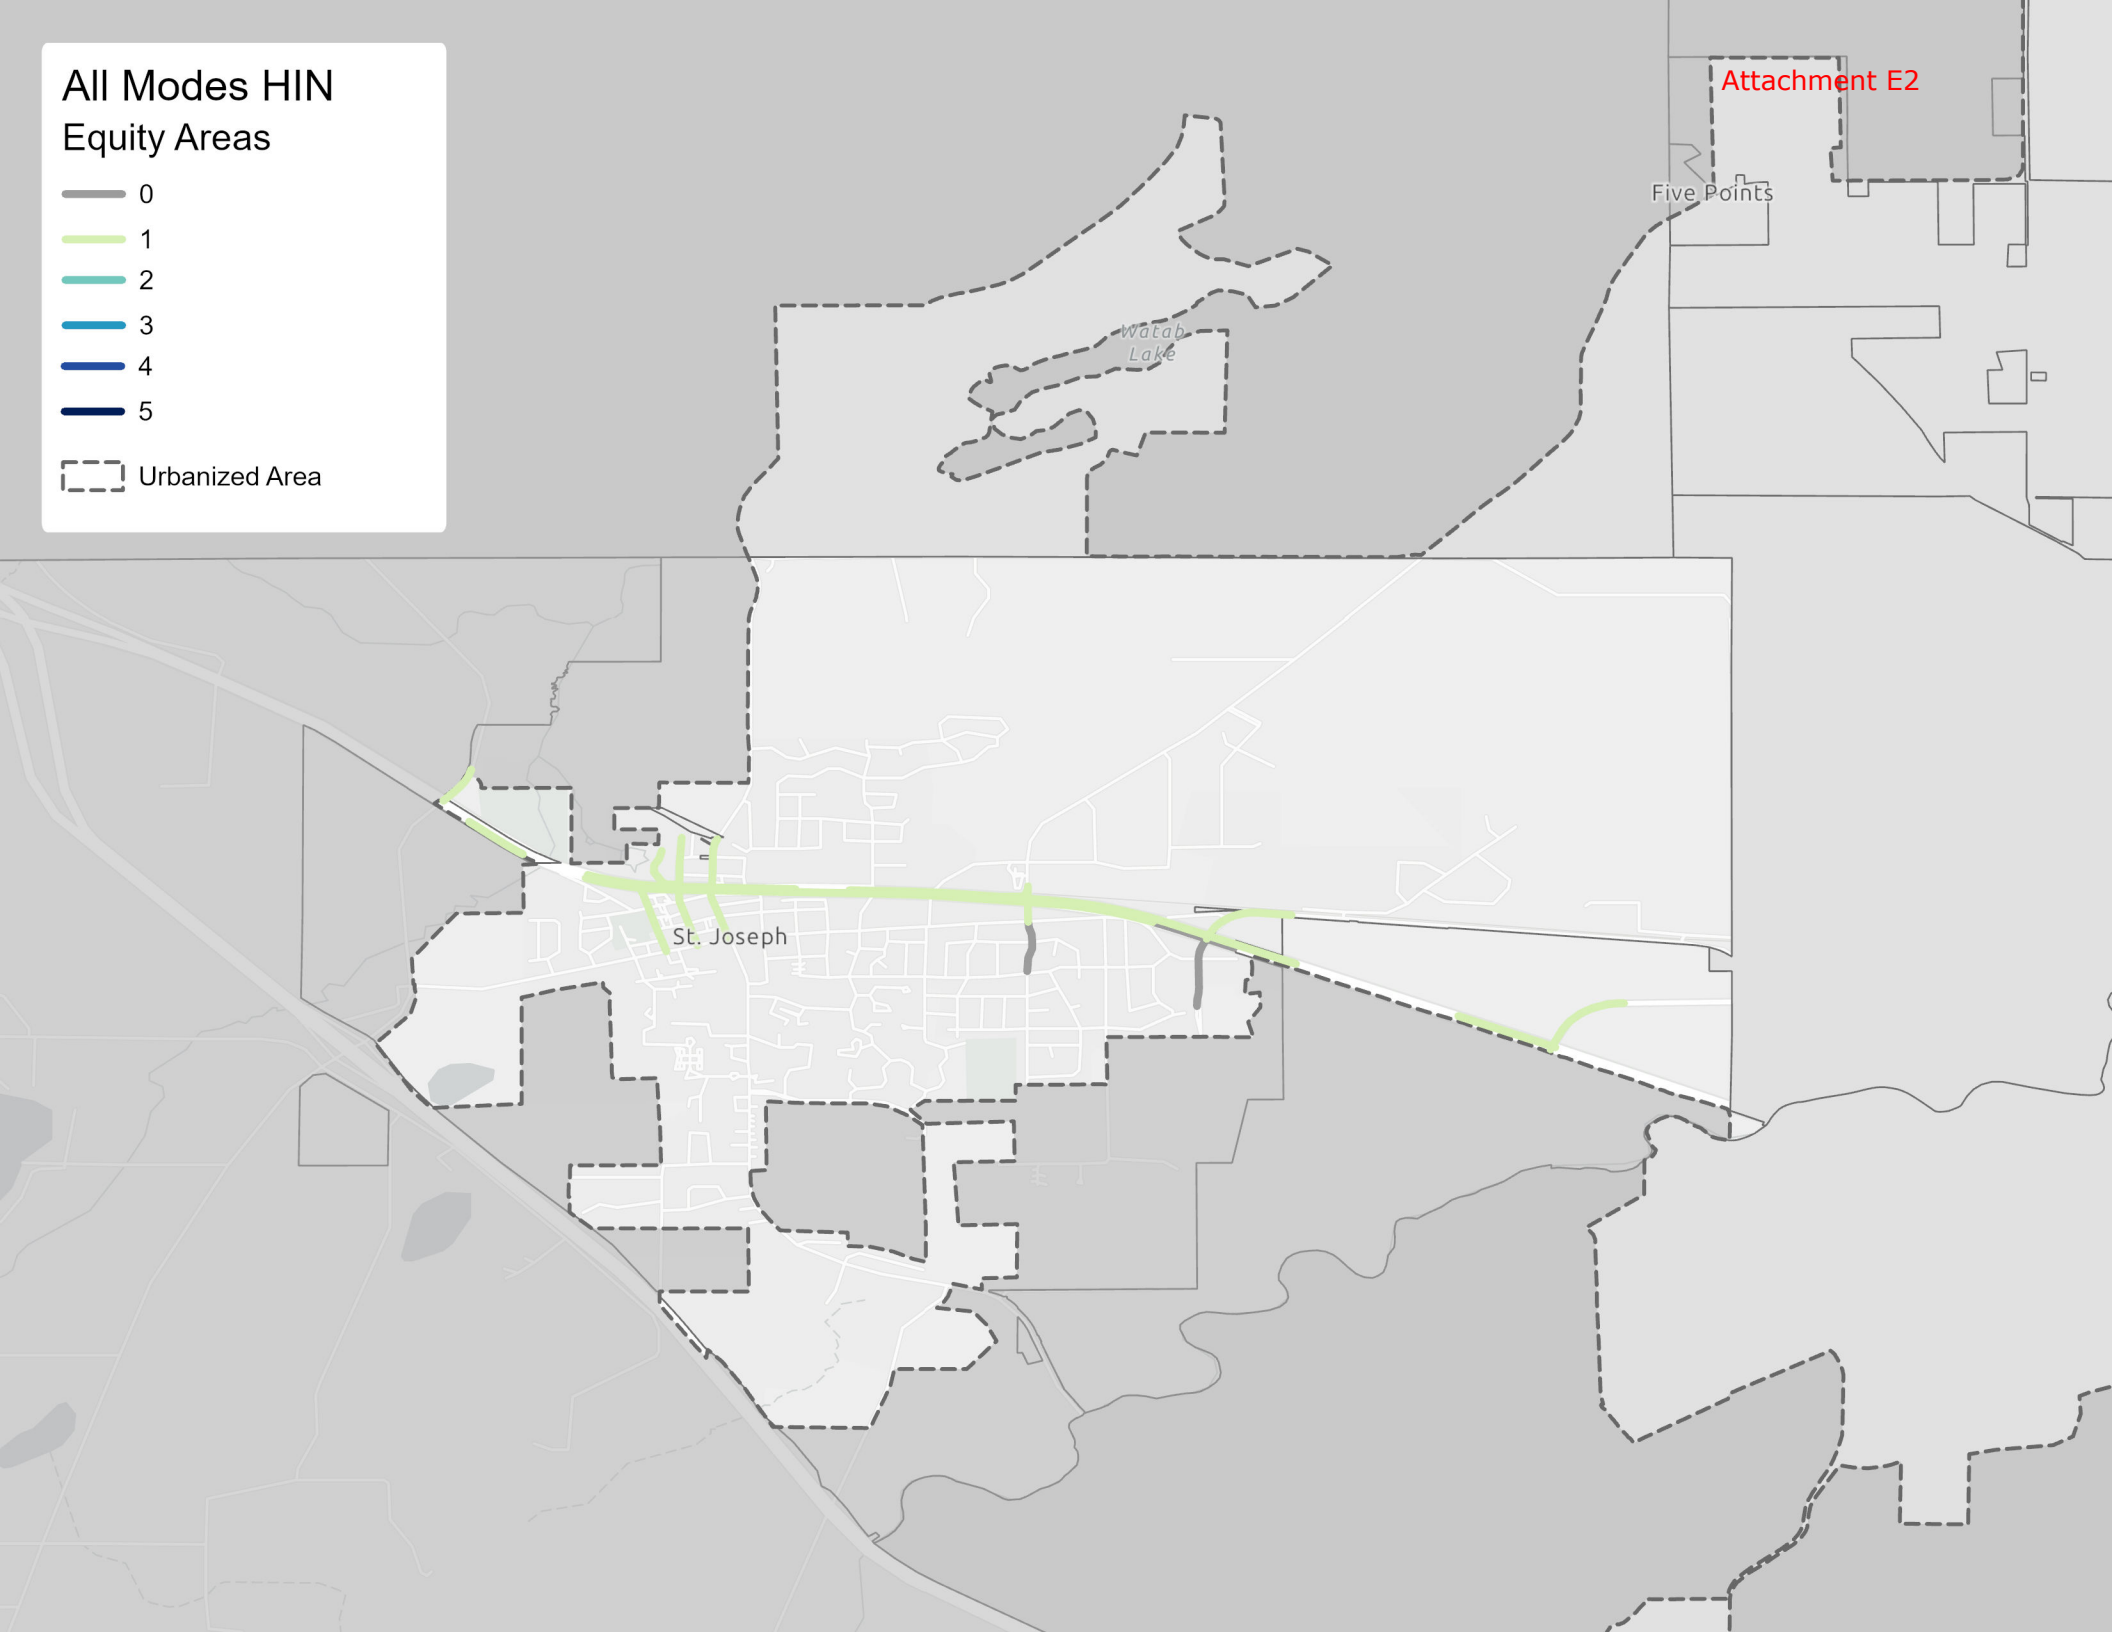 All Modes HIN
Equity Areas
0
1
2
3
4
5
Urbanized Area
Attachment E2
Five Points
Watab
Lake
St. Joseph